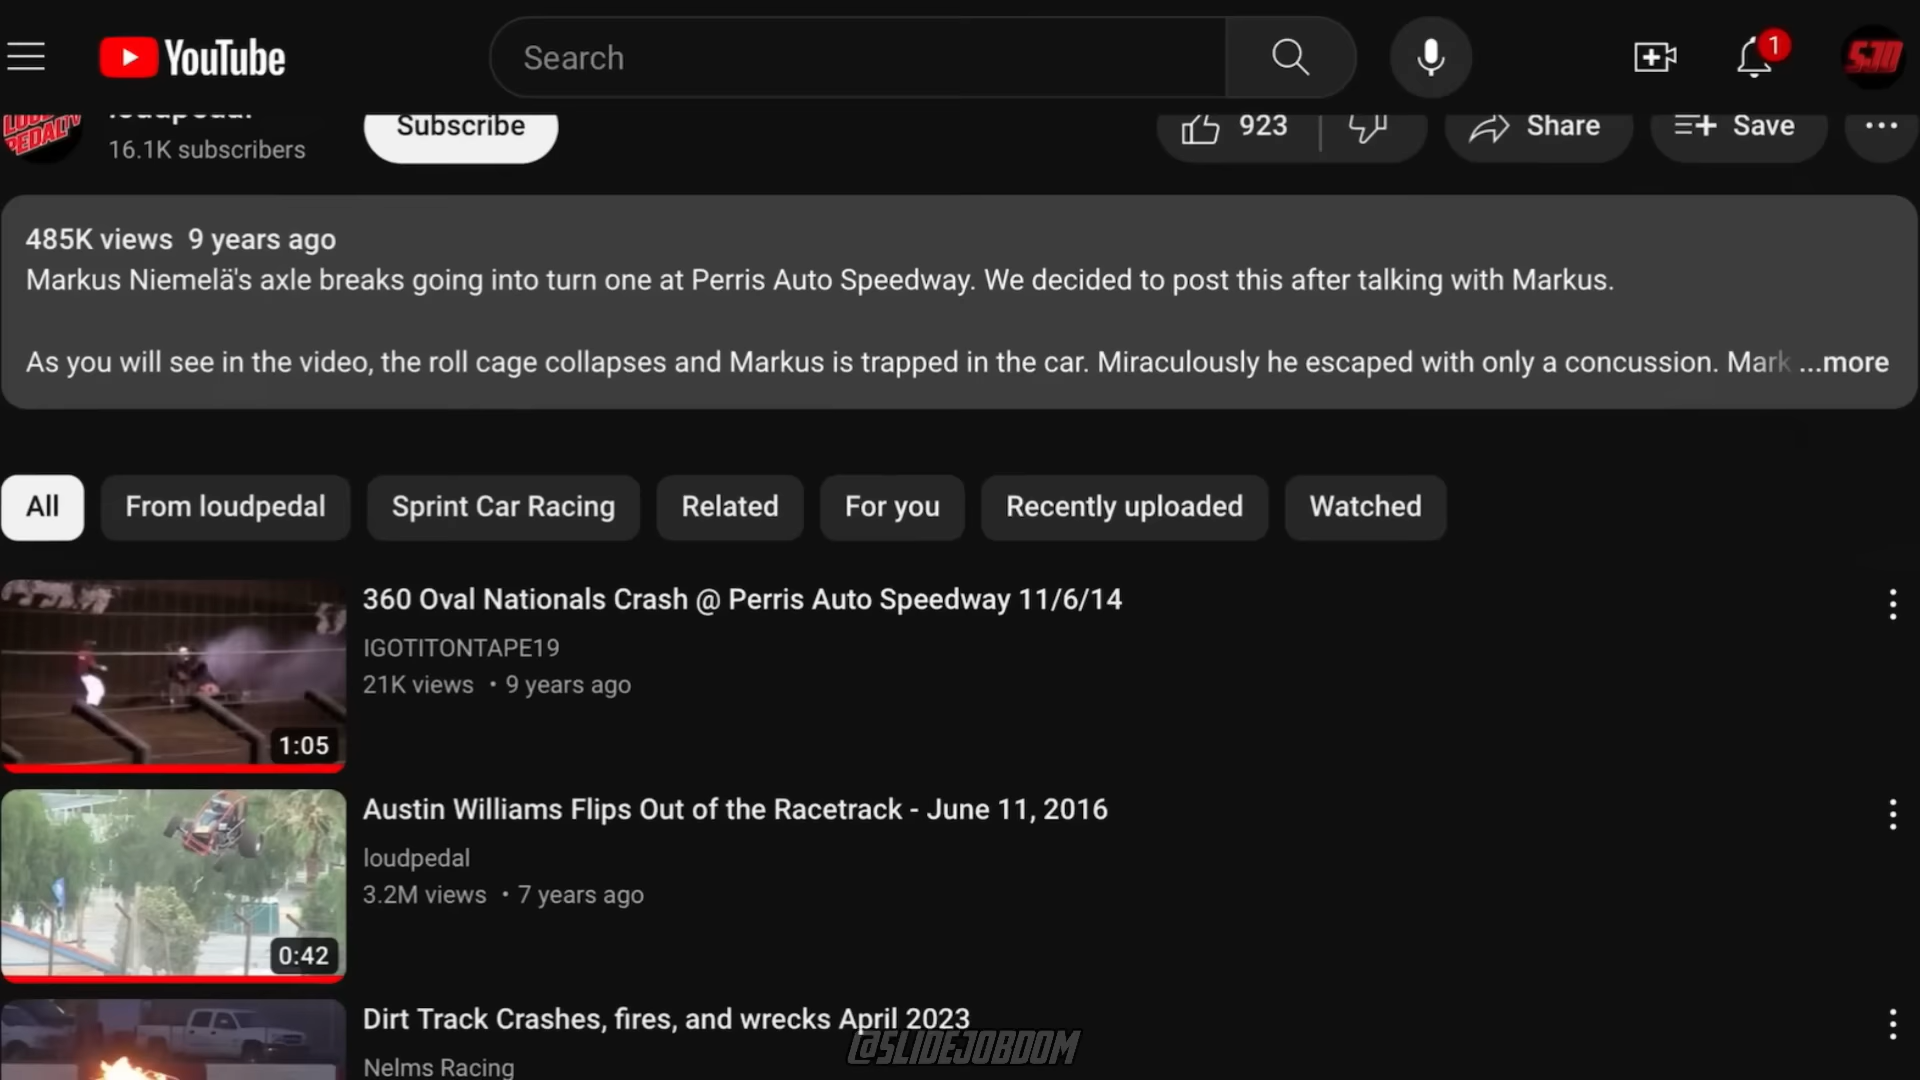 YouTube
Search
1
SJD
LOUD
PEDALTV
loudpedal
16.1K subscribers
Subscribe
923
Share
Save
485K views 9 years ago
Markus Niemelä's axle breaks going into turn one at Perris Auto Speedway. We decided to post this after talking with Markus.
As you will see in the video, the roll cage collapses and Markus is trapped in the car. Miraculously he escaped with only a concussion. Mark ...more
All
From loudpedal
Sprint Car Racing
Related
For you
Recently uploaded
Watched
360 Oval Nationals Crash @ Perris Auto Speedway 11/6/14
IGOTITONTAPE19
21K views • 9 years ago
1:05
Austin Williams Flips Out of the Racetrack - June 11, 2016
loudpedal
3.2M views • 7 years ago
0:42
Dirt Track Crashes, fires, and wrecks April 2023
Nelms Racing
@SLIDEJOBDOM